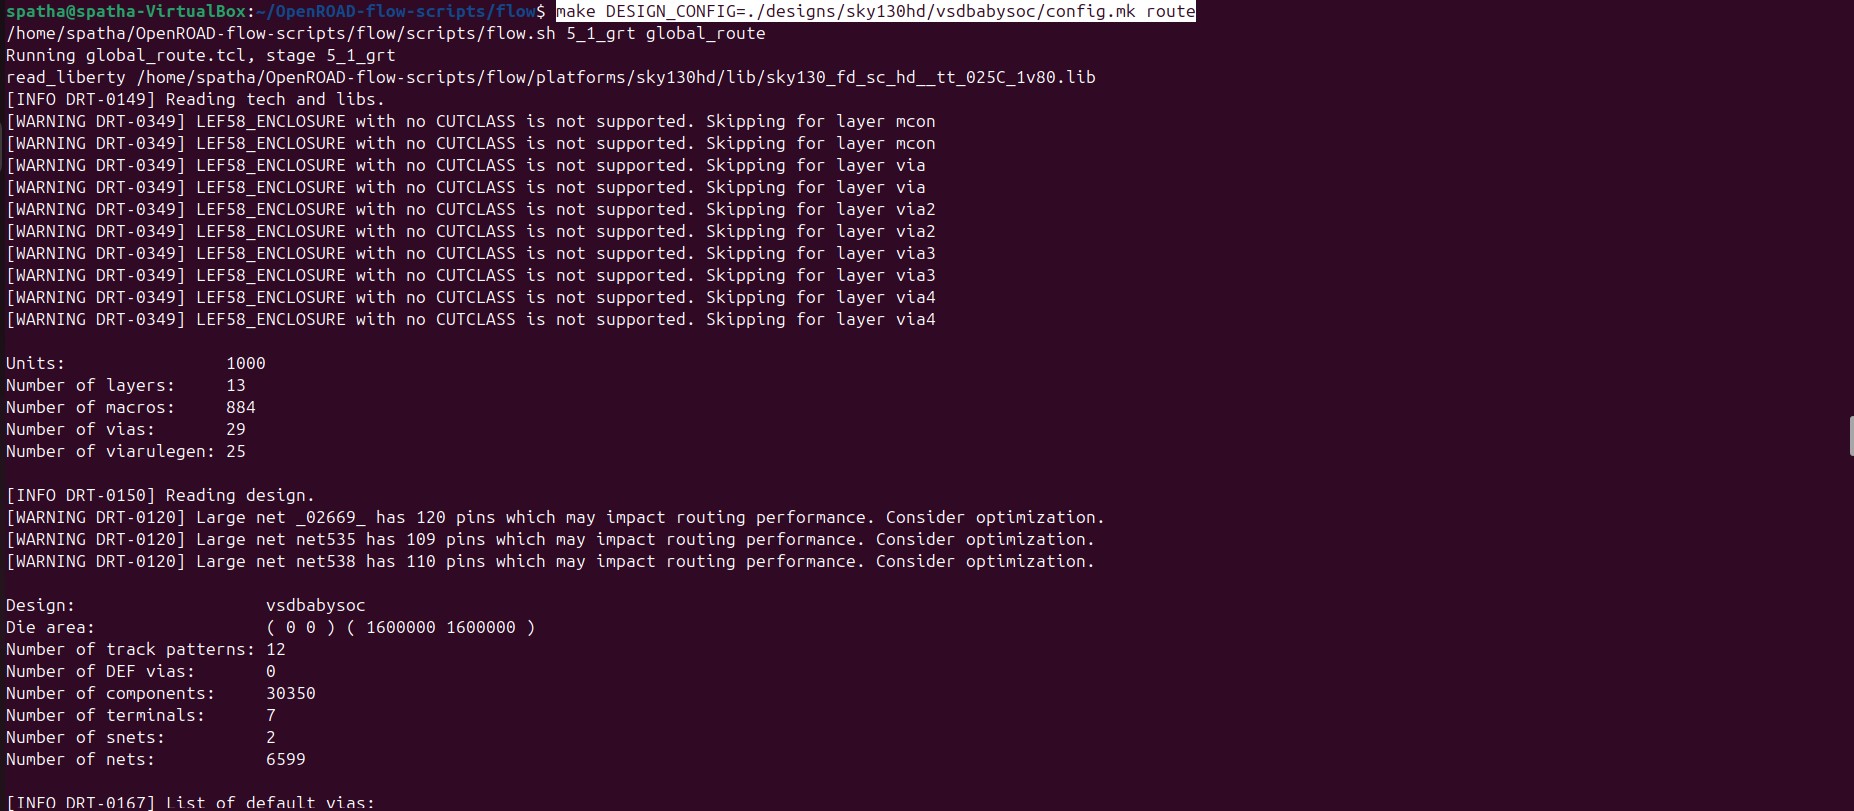 spatha@spatha-VirtualBox:~/OpenROAD-flow-scripts/flow$ make DESIGN_CONFIG=./designs/sky130hd/vsdbabysoc/config.mk route
/home/spatha/OpenROAD-flow-scripts/flow/scripts/flow.sh 5_1_grt global_route
Running global_route.tcl, stage 5_1_grt
read_liberty /home/spatha/OpenROAD-flow-scripts/flow/platforms/sky130hd/lib/sky130_fd_sc_hd__tt_025C_1v80.lib
[INFO DRT-0149] Reading tech and libs.
[WARNING DRT-0349] LEF58_ENCLOSURE with no CUTCLASS is not supported. Skipping for layer mcon
[WARNING DRT-0349] LEF58_ENCLOSURE with no CUTCLASS is not supported. Skipping for layer mcon
[WARNING DRT-0349] LEF58_ENCLOSURE with no CUTCLASS is not supported. Skipping for layer via
[WARNING DRT-0349] LEF58_ENCLOSURE with no CUTCLASS is not supported. Skipping for layer via
[WARNING DRT-0349] LEF58_ENCLOSURE with no CUTCLASS is not supported. Skipping for layer via2
[WARNING DRT-0349] LEF58_ENCLOSURE with no CUTCLASS is not supported. Skipping for layer via2
[WARNING DRT-0349] LEF58_ENCLOSURE with no CUTCLASS is not supported. Skipping for layer via3
[WARNING DRT-0349] LEF58_ENCLOSURE with no CUTCLASS is not supported. Skipping for layer via3
[WARNING DRT-0349] LEF58_ENCLOSURE with no CUTCLASS is not supported. Skipping for layer via4
[WARNING DRT-0349] LEF58_ENCLOSURE with no CUTCLASS is not supported. Skipping for layer via4
Units:                1000
Number of layers:     13
Number of macros:     884
Number of vias:       29
Number of viarulegen: 25
[INFO DRT-0150] Reading design.
[WARNING DRT-0120] Large net _02669_ has 120 pins which may impact routing performance. Consider optimization.
[WARNING DRT-0120] Large net net535 has 109 pins which may impact routing performance. Consider optimization.
[WARNING DRT-0120] Large net net538 has 110 pins which may impact routing performance. Consider optimization.
Design:                   vsdbabysoc
Die area:                 ( 0 0 ) ( 1600000 1600000 )
Number of track patterns: 12
Number of DEF vias:       0
Number of components:     30350
Number of terminals:      7
Number of snets:          2
Number of nets:           6599
[INFO DRT-0167] List of default vias: